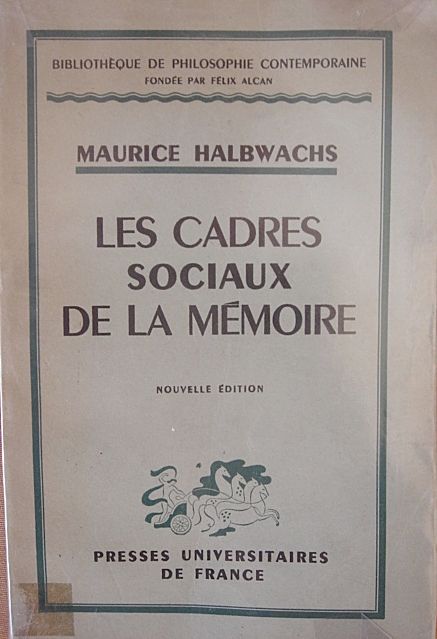 BIBLIOTHÈQUE DE PHILOSOPHIE CONTEMPORAINE
FONDÉE PAR FÉLIX ALCAN
MAURICE HALBWACHS
LES CADRES
SOCIAUX
DE LA MÉMOIRE
NOUVELLE ÉDITION
PRESSES UNIVERSITAIRES
DE FRANCE